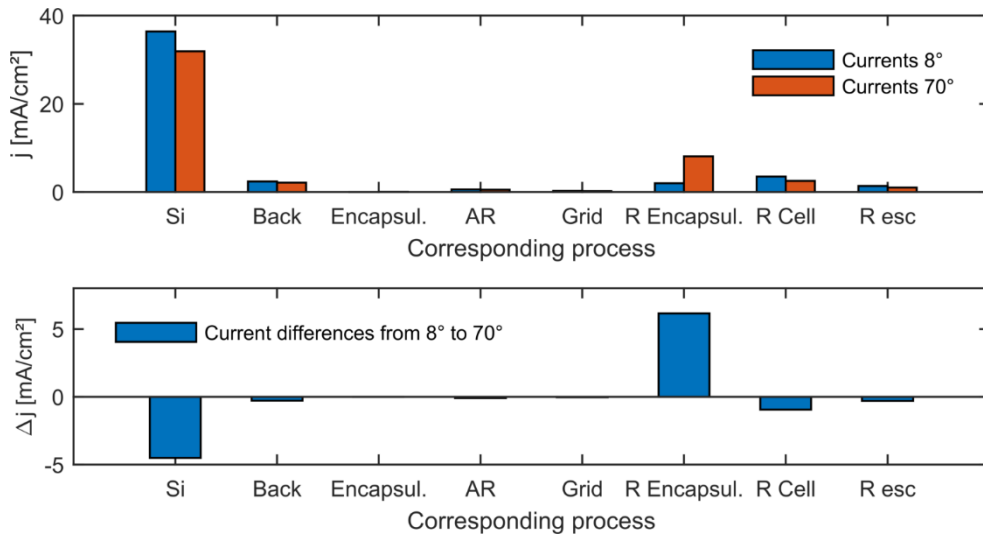 40
20
0
j [mA/cm²]
Currents 8°
Currents 70°
Si Back Encapsul. AR Grid R Encapsul. R Cell R esc
Corresponding process
5
0
-5
Δj [mA/cm²]
Current differences from 8° to 70°
Si Back Encapsul. AR Grid R Encapsul. R Cell R esc
Corresponding process